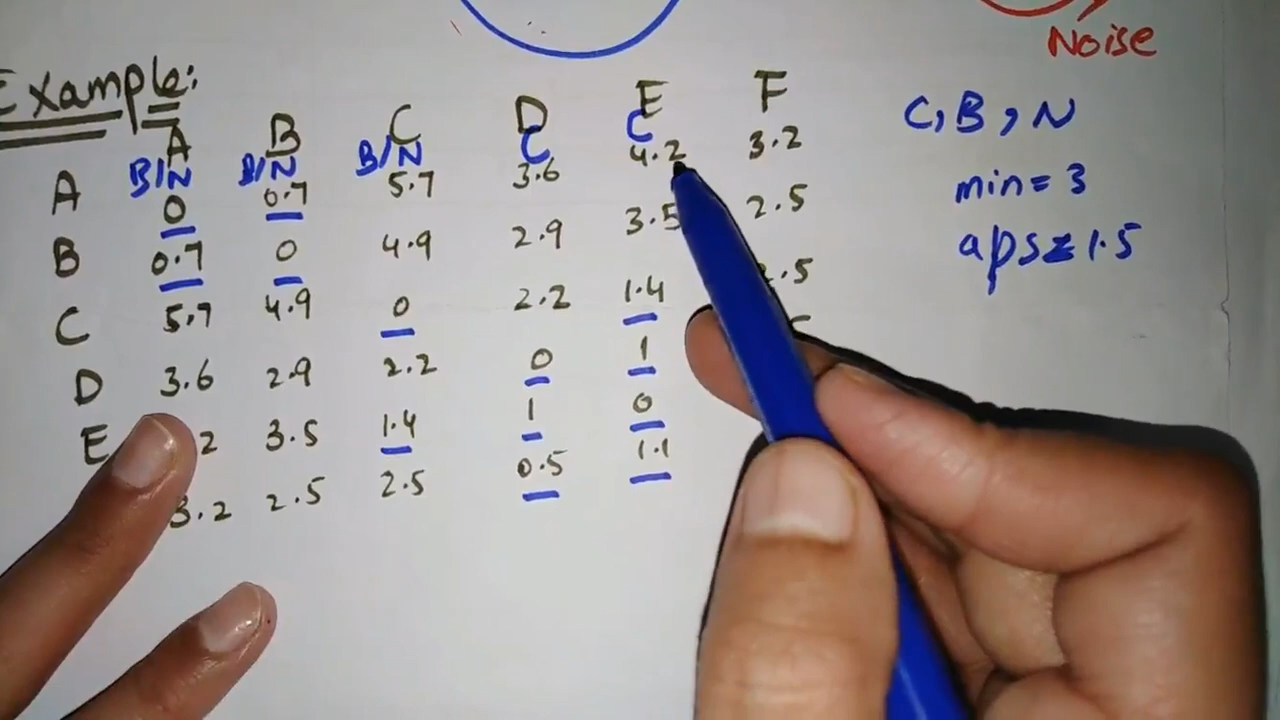 Noise
Example:
A B C D E F
B/N B/N B/N C C
A 0 0.7 5.7 3.6 4.2 3.2
B 0.7 0 4.9 2.9 3.5 2.5
C 5.7 4.9 0 2.2 1.4 .5
D 3.6 2.9 2.2 0 1
E 2 3.5 1.4 1 0
3.2 2.5 2.5 0.5 1.1
C, B, N
min = 3
aps = 1.5